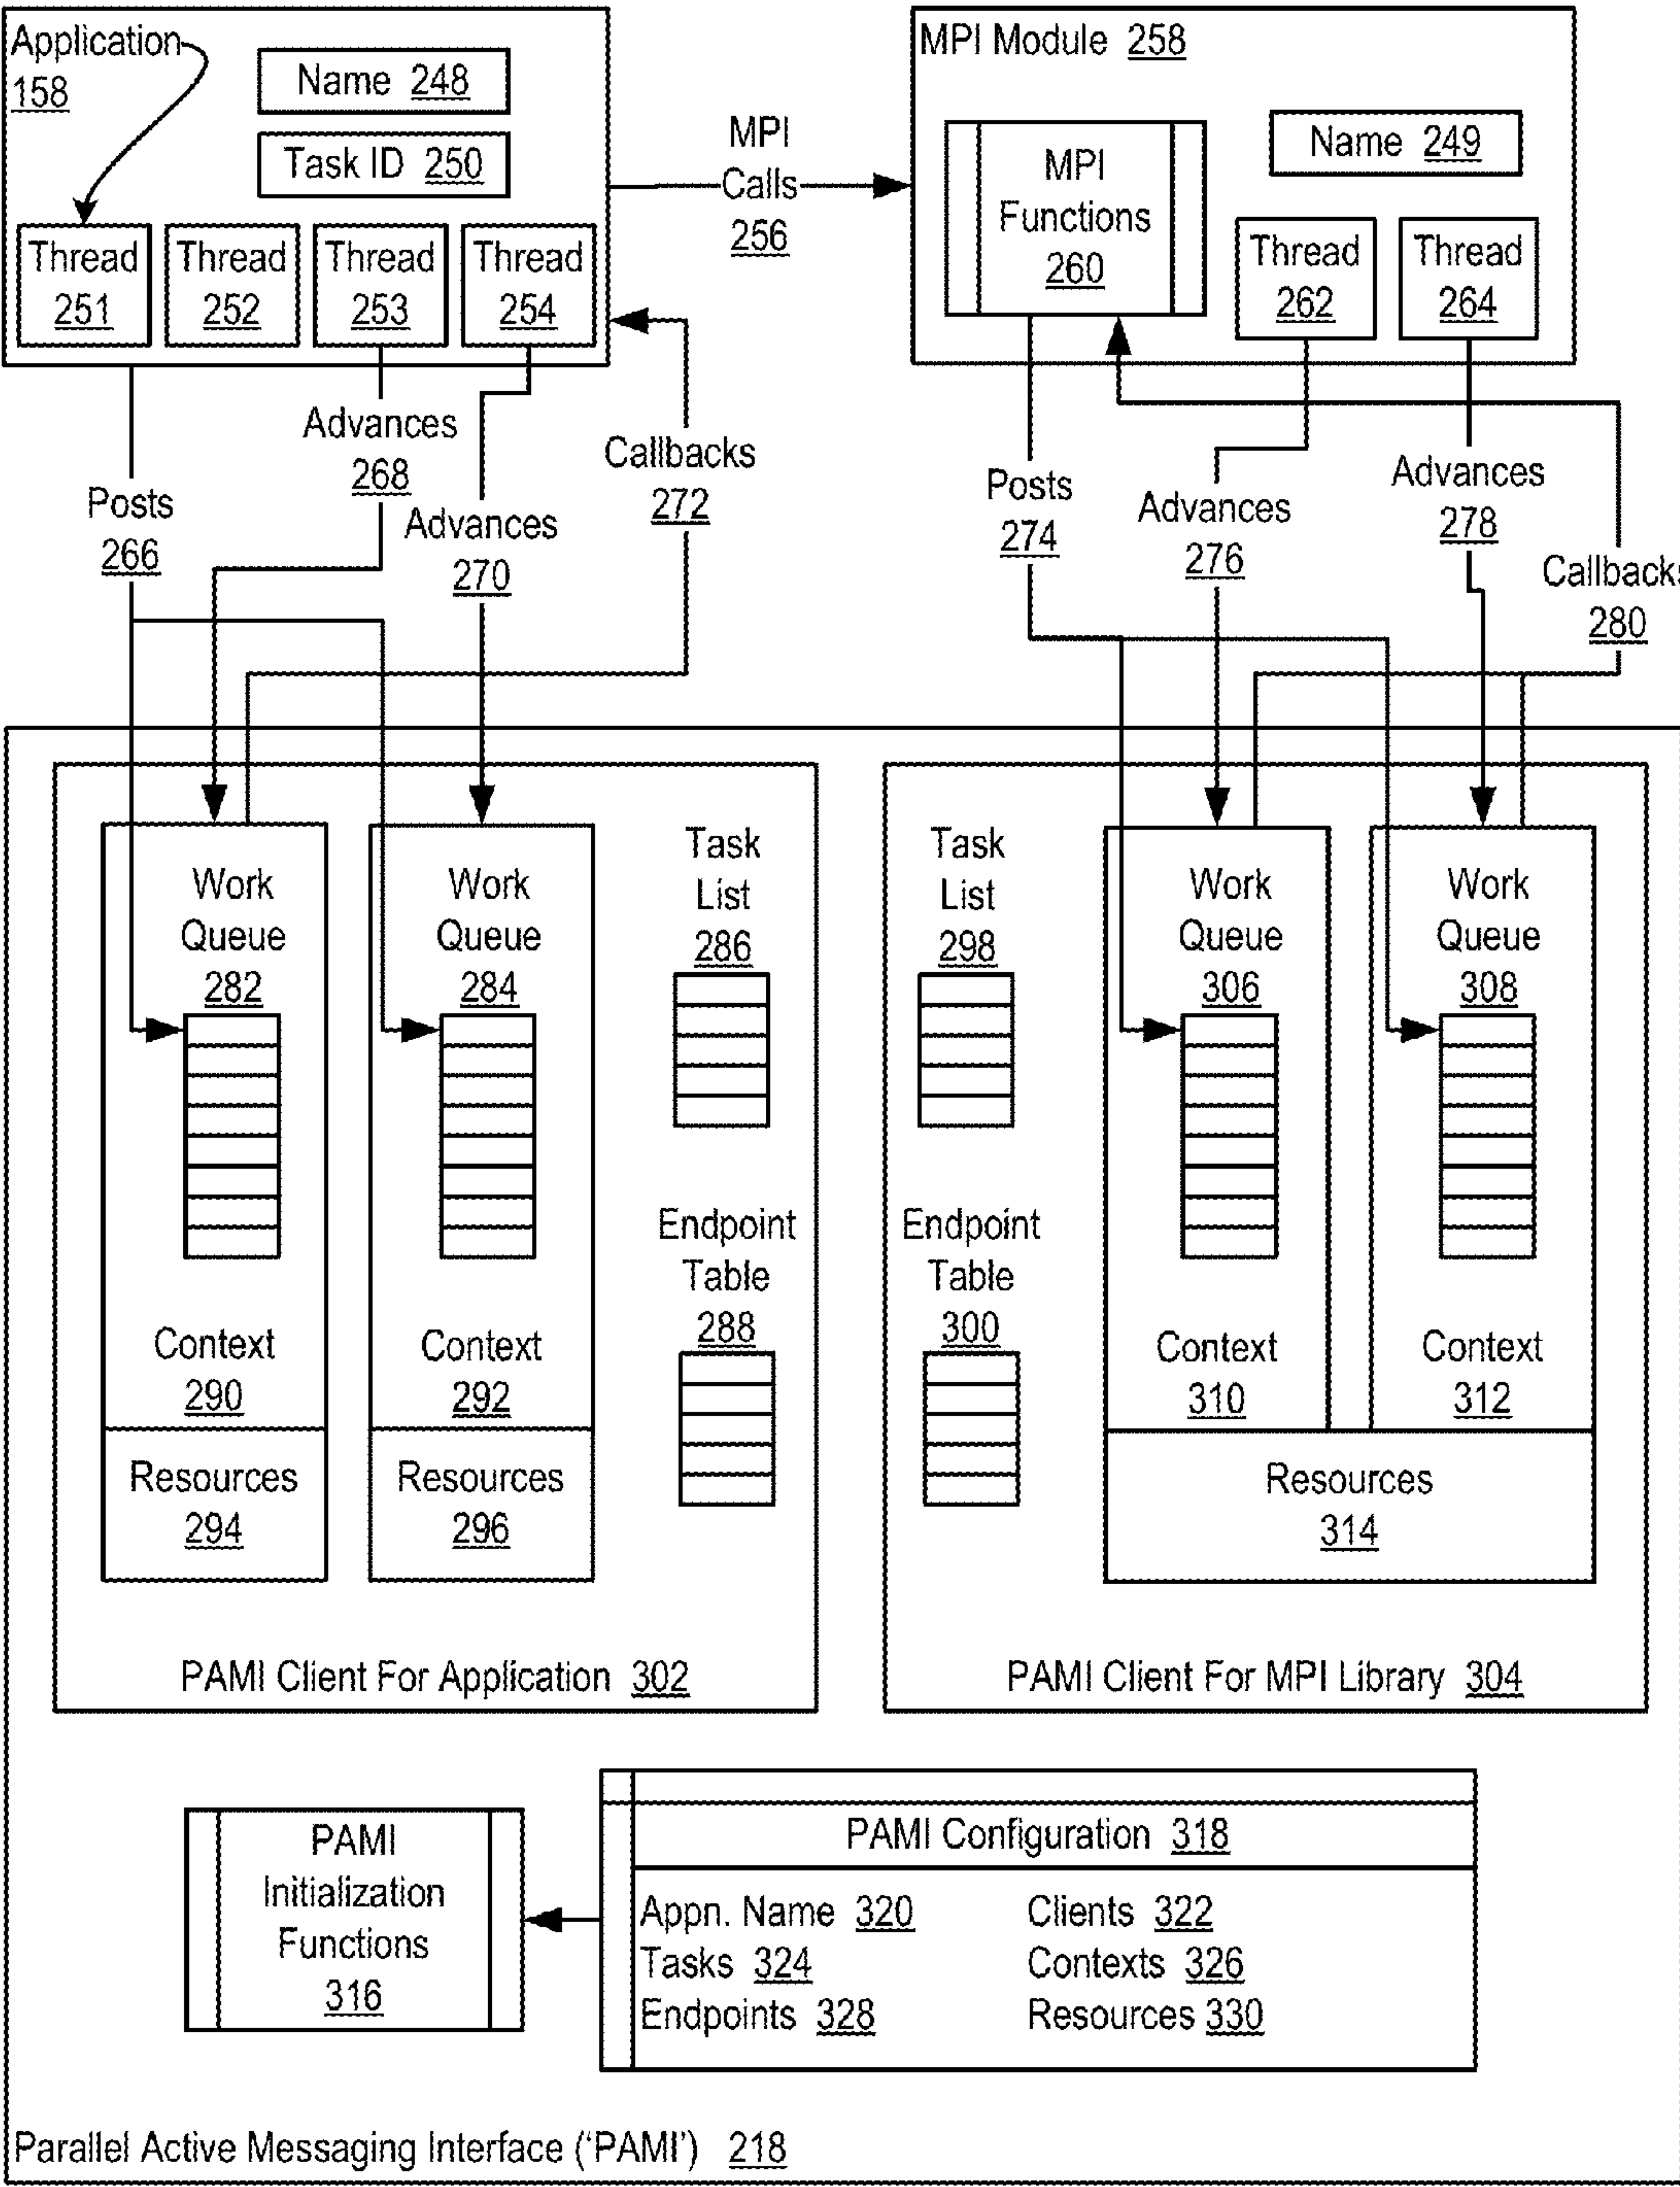 Application
158
Name 248
Task ID 250
Thread
251
Thread
252
Thread
253
Thread
254
MPI
Calls
256
MPI Module 258
MPI
Functions
260
Name 249
Thread
262
Thread
264
Posts
266
Advances
268
Advances
270
Callbacks
272
Posts
274
Advances
276
Advances
278
Callbacks
280
Work
Queue
282
Context
290
Resources
294
Work
Queue
284
Context
292
Resources
296
Task
List
286
Endpoint
Table
288
PAMI Client For Application 302
Task
List
298
Endpoint
Table
300
Work
Queue
306
Context
310
Work
Queue
308
Context
312
Resources
314
PAMI Client For MPI Library 304
PAMI
Initialization
Functions
316
PAMI Configuration 318
Appn. Name 320 Clients 322
Tasks 324 Contexts 326
Endpoints 328 Resources 330
Parallel Active Messaging Interface (‘PAMI’) 218